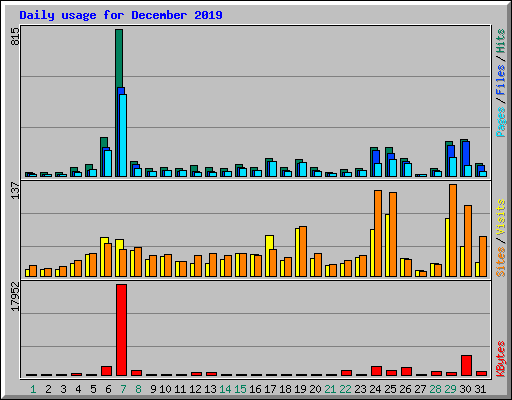 Daily usage for December 2019
815
137
17952
Pages / Files / Hits
Sites / Visits
KBytes
1 2 3 4 5 6 7 8 9 10 11 12 13 14 15 16 17 18 19 20 21 22 23 24 25 26 27 28 29 30 31